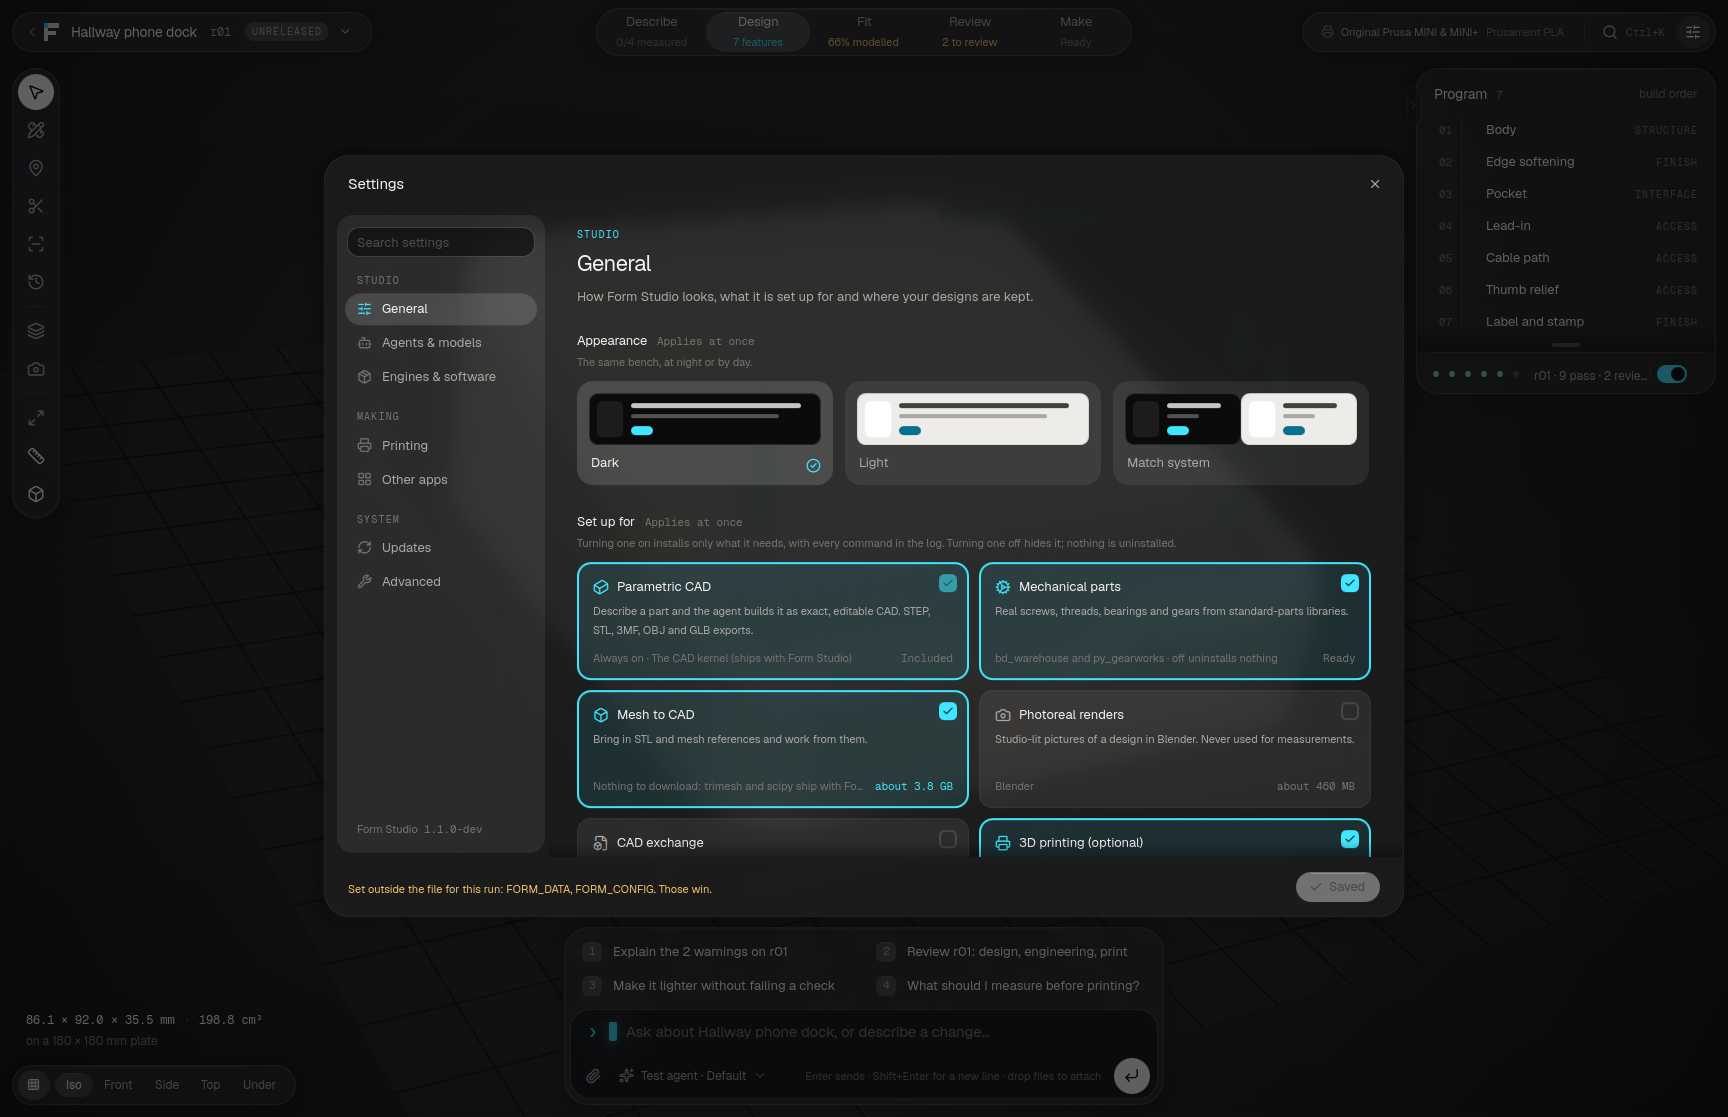 Hallway phone dock r01 UNRELEASED
Describe
0/4 measured
Design
7 features
Fit
66% modelled
Review
2 to review
Make
Ready
Original Prusa MINI & MINI+ Prusament PLA
Ctrl+K
Program 7 build order
01 Body STRUCTURE
02 Edge softening FINISH
03 Pocket INTERFACE
04 Lead-in ACCESS
05 Cable path ACCESS
06 Thumb relief ACCESS
07 Label and stamp FINISH
r01 · 9 pass · 2 revie...
Settings
Search settings
STUDIO
General
Agents & models
Engines & software
MAKING
Printing
Other apps
SYSTEM
Updates
Advanced
Form Studio 1.1.0-dev
STUDIO
General
How Form Studio looks, what it is set up for and where your designs are kept.
Appearance Applies at once
The same bench, at night or by day.
Dark
Light
Match system
Set up for Applies at once
Turning one on installs only what it needs, with every command in the log. Turning one off hides it; nothing is uninstalled.
Parametric CAD
Describe a part and the agent builds it as exact, editable CAD. STEP,
STL, 3MF, OBJ and GLB exports.
Always on · The CAD kernel (ships with Form Studio) Included
Mechanical parts
Real screws, threads, bearings and gears from standard-parts libraries.
bd_warehouse and py_gearworks · off uninstalls nothing Ready
Mesh to CAD
Bring in STL and mesh references and work from them.
Nothing to download: trimesh and scipy ship with Fo... about 3.8 GB
Photoreal renders
Studio-lit pictures of a design in Blender. Never used for measurements.
Blender about 460 MB
CAD exchange
3D printing (optional)
Set outside the file for this run: FORM_DATA, FORM_CONFIG. Those win.
Saved
1 Explain the 2 warnings on r01
2 Review r01: design, engineering, print
3 Make it lighter without failing a check
4 What should I measure before printing?
Ask about Hallway phone dock, or describe a change...
Test agent · Default
Enter sends · Shift+Enter for a new line · drop files to attach
86.1 × 92.0 × 35.5 mm · 198.8 cm³
on a 180 × 180 mm plate
Iso Front Side Top Under